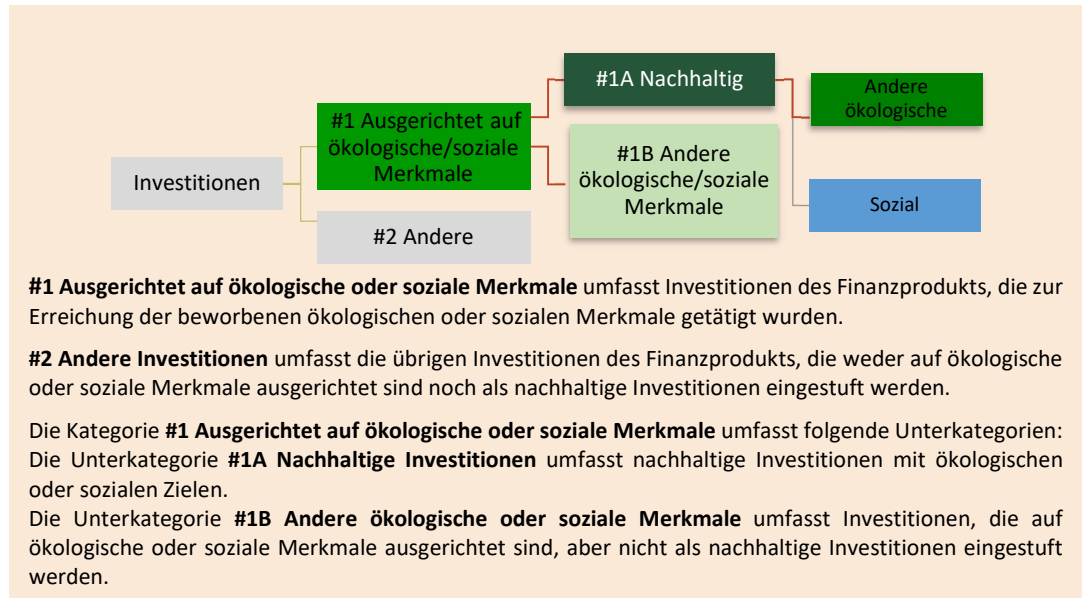 #1A Nachhaltig
Andere
ökologische
#1 Ausgerichtet auf
ökologische/soziale
Merkmale
#1B Andere
ökologische/soziale
Merkmale
Investitionen
Sozial
#2 Andere
#1 Ausgerichtet auf ökologische oder soziale Merkmale umfasst Investitionen des Finanzprodukts, die zur
Erreichung der beworbenen ökologischen oder sozialen Merkmale getätigt wurden.
#2 Andere Investitionen umfasst die übrigen Investitionen des Finanzprodukts, die weder auf ökologische
oder soziale Merkmale ausgerichtet sind noch als nachhaltige Investitionen eingestuft werden.
Die Kategorie #1 Ausgerichtet auf ökologische oder soziale Merkmale umfasst folgende Unterkategorien:
Die Unterkategorie #1A Nachhaltige Investitionen umfasst nachhaltige Investitionen mit ökologischen
oder sozialen Zielen.
Die Unterkategorie #1B Andere ökologische oder soziale Merkmale umfasst Investitionen, die auf
ökologische oder soziale Merkmale ausgerichtet sind, aber nicht als nachhaltige Investitionen eingestuft
werden.